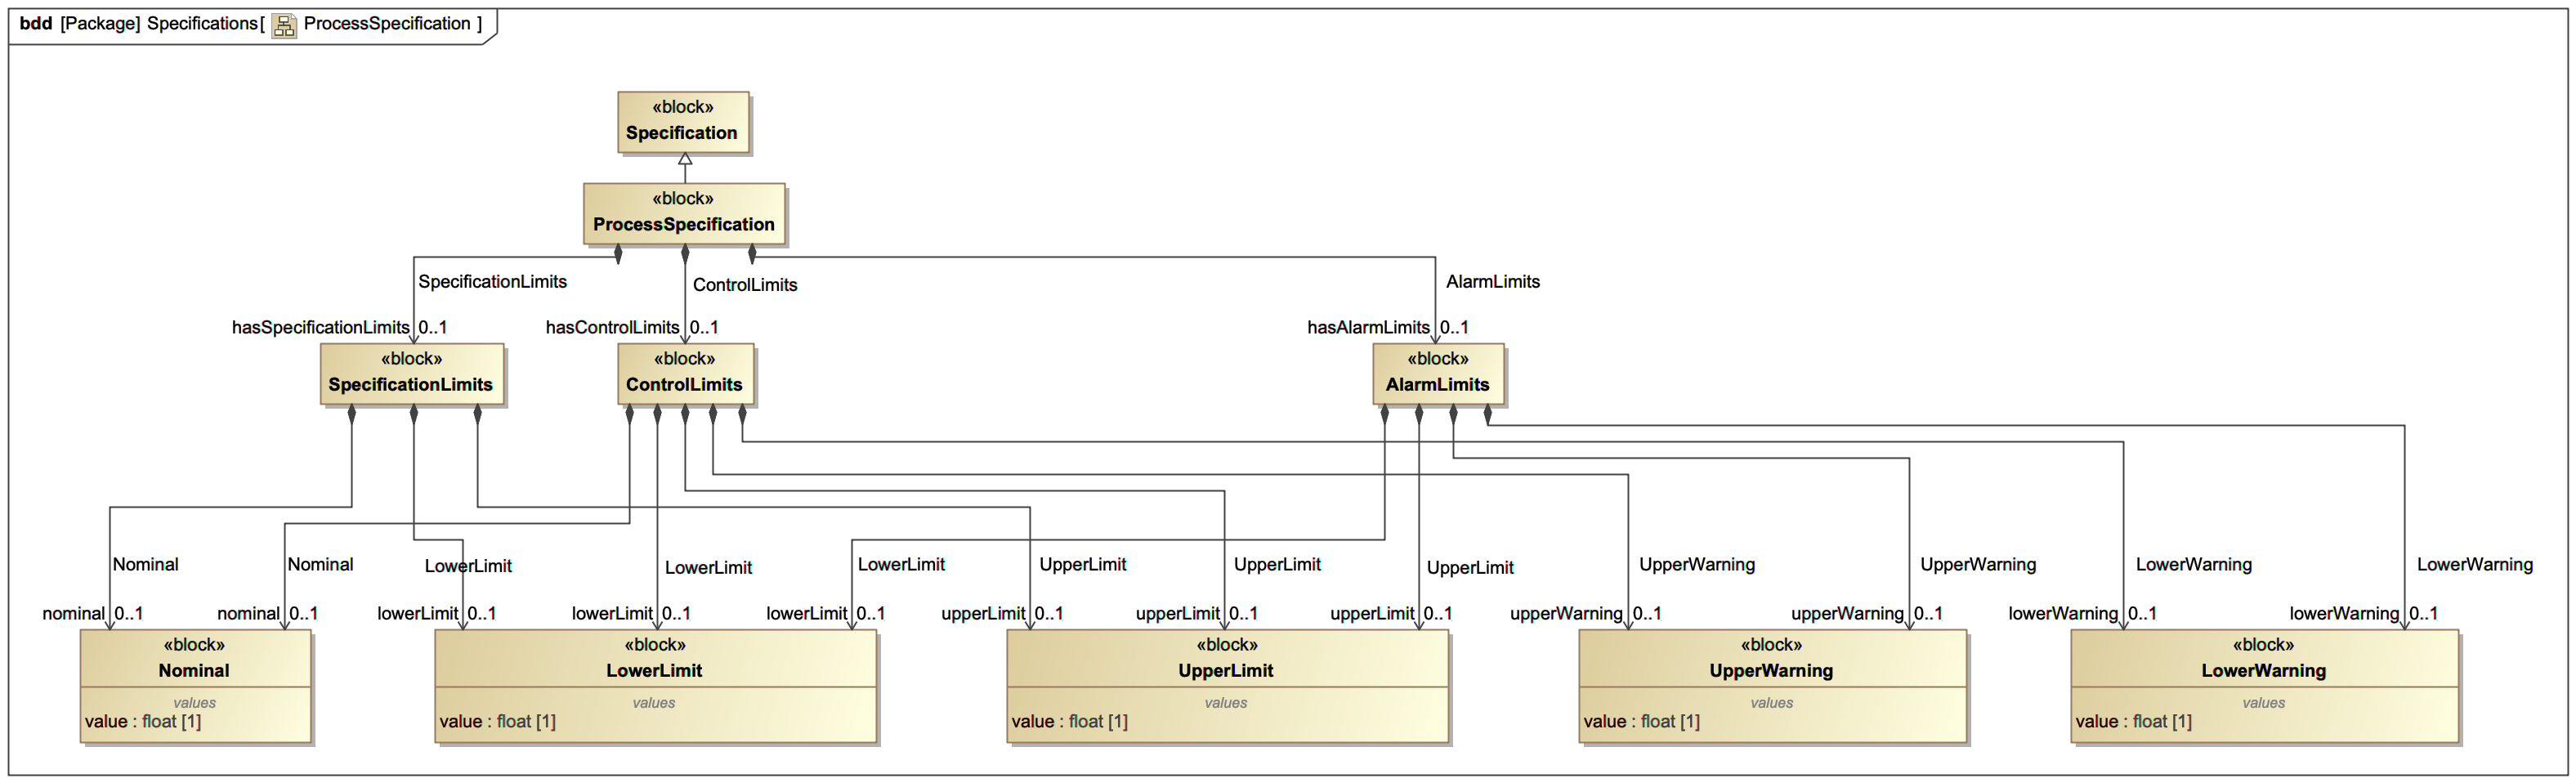 bdd [Package] Specifications[ ProcessSpecification ]
«block»
Specification
«block»
ProcessSpecification
SpecificationLimits
ControlLimits
AlarmLimits
hasSpecificationLimits 0..1
hasControlLimits 0..1
hasAlarmLimits 0..1
«block»
SpecificationLimits
«block»
ControlLimits
«block»
AlarmLimits
Nominal
Nominal
LowerLimit
LowerLimit
LowerLimit
UpperLimit
UpperLimit
UpperLimit
UpperWarning
UpperWarning
LowerWarning
LowerWarning
nominal 0..1
nominal 0..1
lowerLimit 0..1
lowerLimit 0..1
lowerLimit 0..1
upperLimit 0..1
upperLimit 0..1
upperLimit 0..1
upperWarning 0..1
upperWarning 0..1
lowerWarning 0..1
lowerWarning 0..1
«block»
Nominal
values
value : float [1]
«block»
LowerLimit
values
value : float [1]
«block»
UpperLimit
values
value : float [1]
«block»
UpperWarning
values
value : float [1]
«block»
LowerWarning
values
value : float [1]